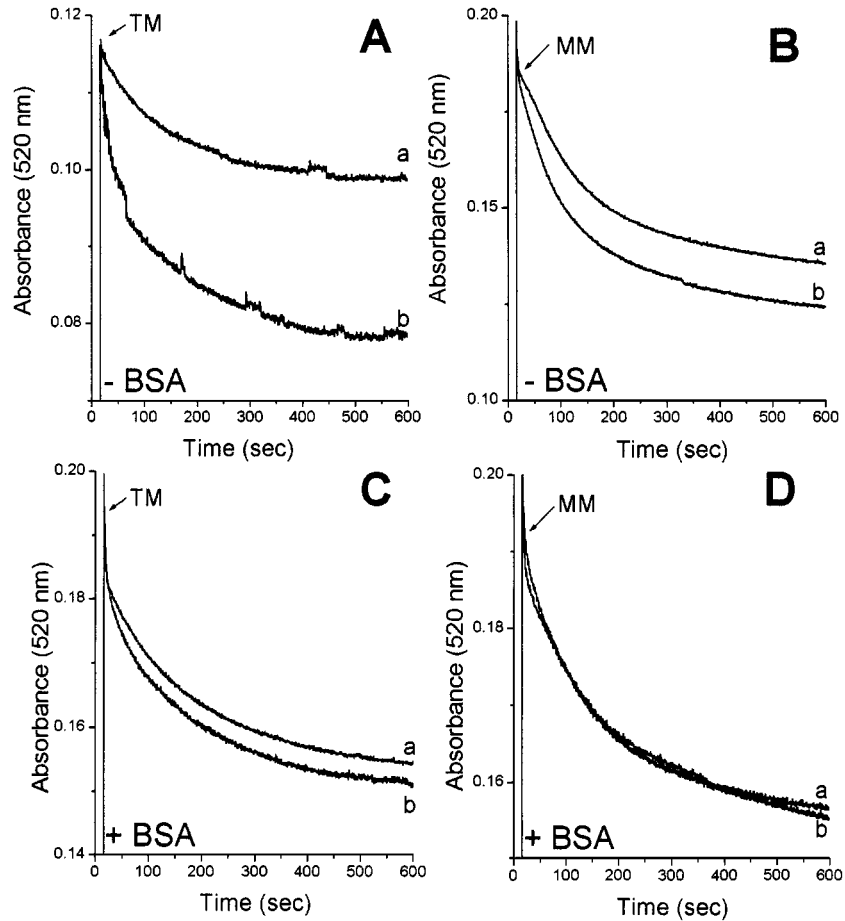 A
TM
Absorbance (520 nm)
0.12
0.10
0.08
a
b
- BSA
0 100 200 300 400 500 600
Time (sec)
B
MM
Absorbance (520 nm)
0.20
0.15
0.10
a
b
- BSA
0 100 200 300 400 500 600
Time (sec)
C
TM
Absorbance (520 nm)
0.20
0.18
0.16
0.14
a
b
+ BSA
0 100 200 300 400 500 600
Time (sec)
D
MM
Absorbance (520 nm)
0.20
0.18
0.16
a
b
+ BSA
0 100 200 300 400 500 600
Time (sec)